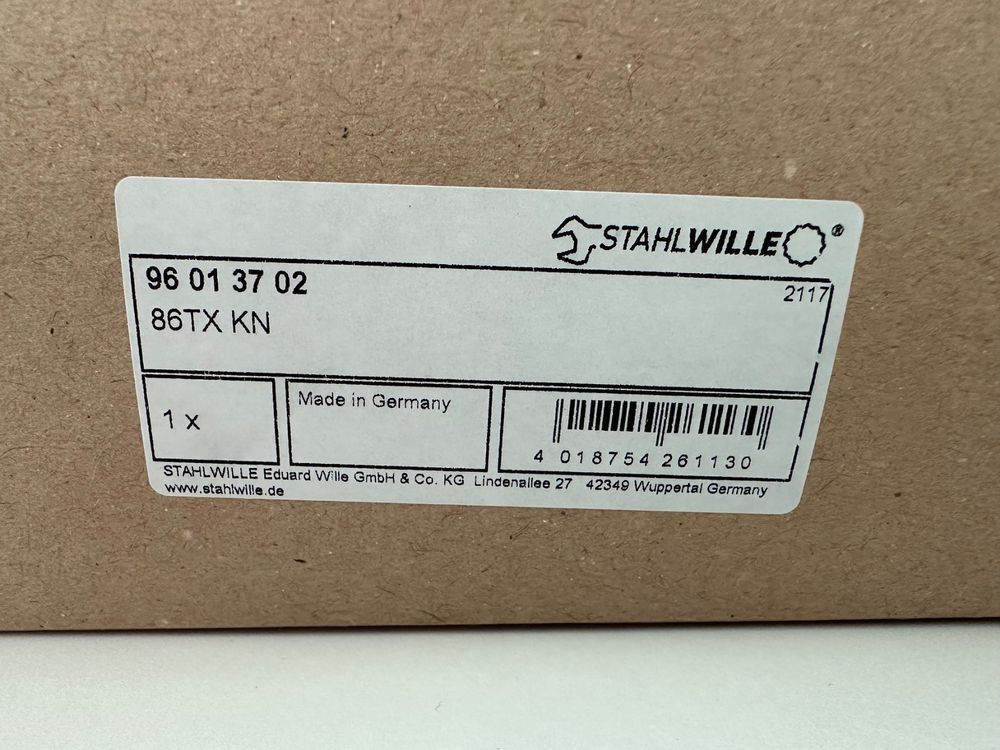 STAHLWILLE®
96 01 37 02
2117
86TX KN
1 x
Made in Germany
4 018754 261130
STAHLWILLE Eduard Wille GmbH & Co. KG Lindenallee 27 42349 Wuppertal Germany
www.stahlwille.de